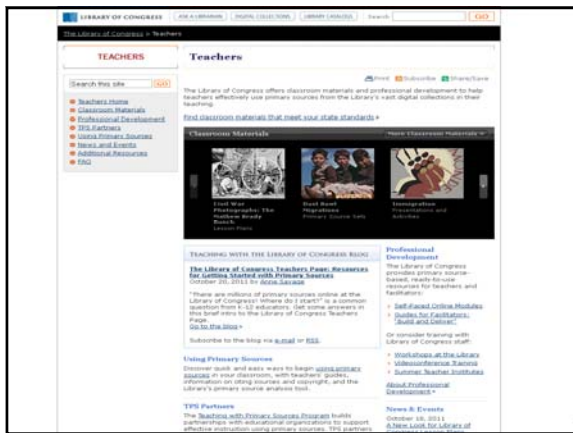 LIBRARY OF CONGRESS
ASK A LIBRARIAN
DIGITAL COLLECTIONS
LIBRARY CATALOGS
Search
GO
The Library of Congress > Teachers
TEACHERS
Search this site
GO
Teachers Home
Classroom Materials
Professional Development
TPS Partners
Using Primary Sources
News and Events
Additional Resources
FAQ
Teachers
Print Subscribe Share/Save
The Library of Congress offers classroom materials and professional development to help
teachers effectively use primary sources from the Library's vast digital collections in their
teaching.
Find classroom materials that meet your state standards »
Classroom Materials
More Classroom Materials »
Civil War
Photographs: The
Mathew Brady
Bunch
Lesson Plans
Dust Bowl
Migrations
Primary Source Sets
Immigration
Presentations and
Activities
TEACHING WITH THE LIBRARY OF CONGRESS BLOG
The Library of Congress Teachers Page: Resources
for Getting Started with Primary Sources
October 20, 2011 by Anne Savage
"There are millions of primary sources online at the
Library of Congress! Where do I start?" is a common
question from K-12 educators. Get some answers in
this brief intro to the Library of Congress Teachers
Page.
Go to the blog »
Subscribe to the blog via e-mail or RSS.
Using Primary Sources
Discover quick and easy ways to begin using primary
sources in your classroom, with teachers' guides,
information on citing sources and copyright, and the
Library's primary source analysis tool.
TPS Partners
The Teaching with Primary Sources Program builds
partnerships with educational organizations to support
effective instruction using primary sources. TPS partners
Professional
Development
The Library of Congress
provides primary source-
based, ready-to-use
resources for teachers and
facilitators:
Self-Paced Online Modules
Guides for Facilitators:
"Build and Deliver"
Or consider training with
Library of Congress staff:
Workshops at the Library
Videoconference Training
Summer Teacher Institutes
About Professional
Development »
News & Events
October 18, 2011
A New Look for Library of
Congress Lesson Plans